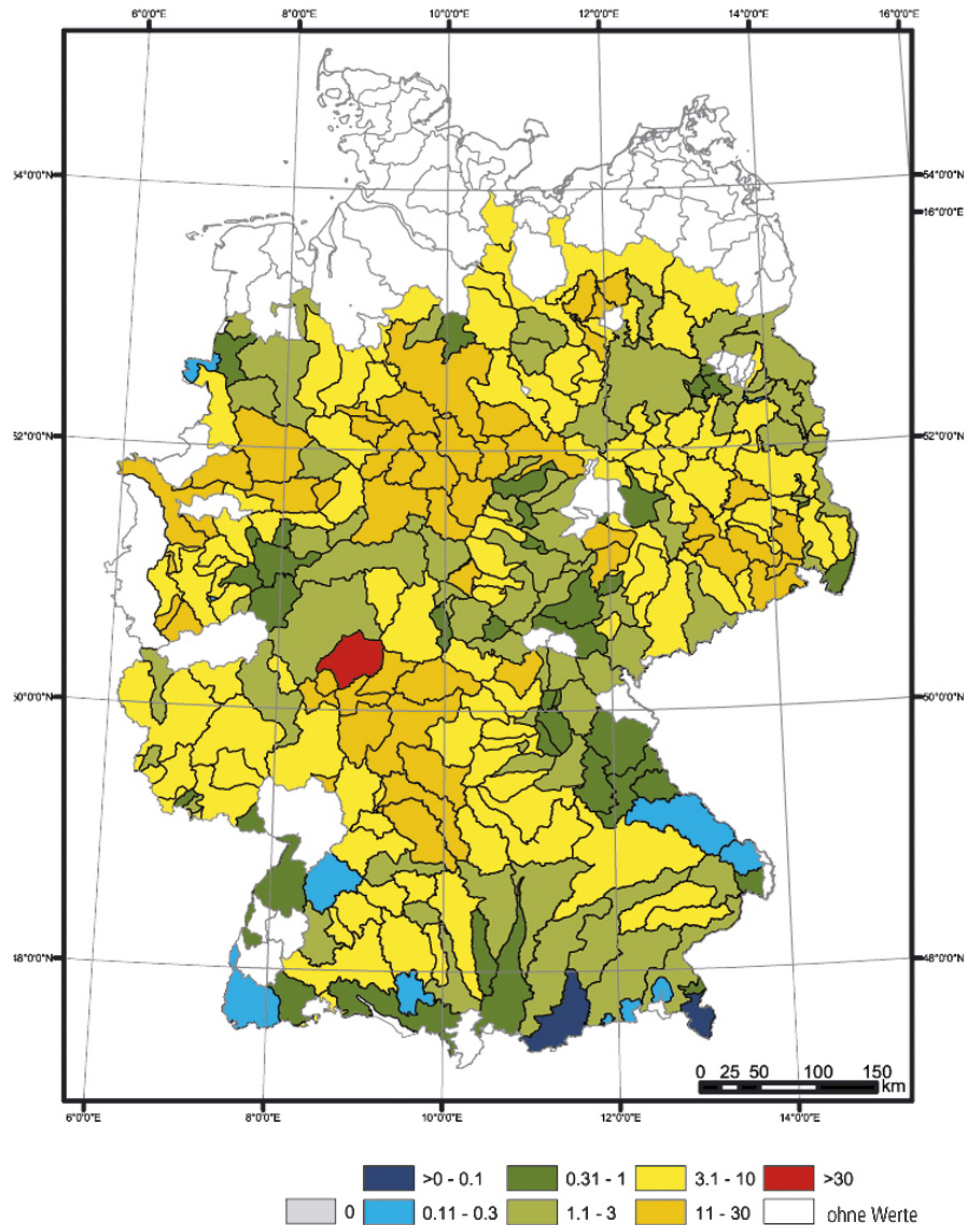 6°0'0"E 8°0'0"E 10°0'0"E 12°0'0"E 14°0'0"E 16°0'0"E
54°0'0"N 54°0'0"N
16°0'0"E
52°0'0"N 52°0'0"N
50°0'0"N 50°0'0"N
48°0'0"N 48°0'0"N
0 25 50 100 150
km
6°0'0"E 8°0'0"E 10°0'0"E 12°0'0"E 14°0'0"E
>0 - 0.1 0.31 - 1 3.1 - 10 >30
0 0.11 - 0.3 1.1 - 3 11 - 30 ohne Werte